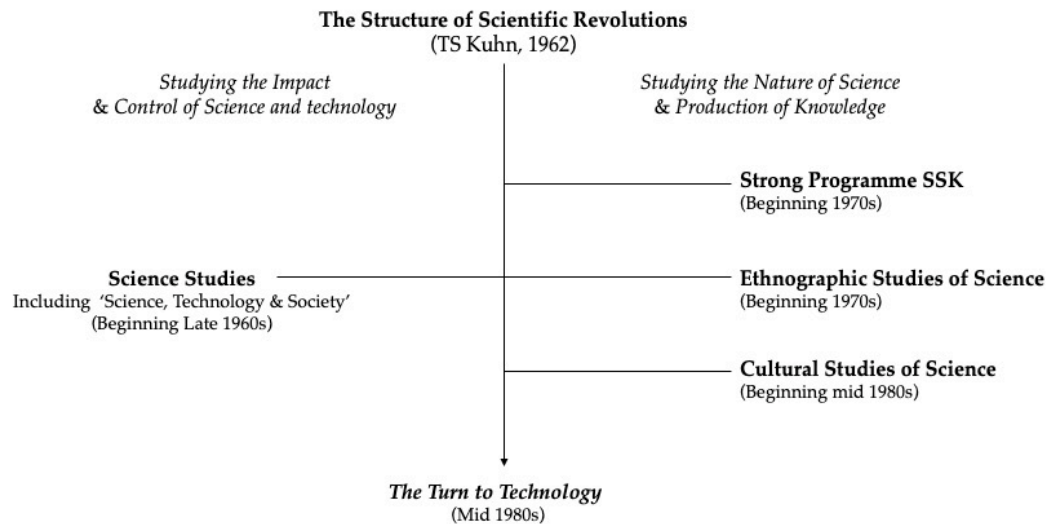 The Structure of Scientific Revolutions
(TS Kuhn, 1962)
Studying the Impact
& Control of Science and technology
Studying the Nature of Science
& Production of Knowledge
Strong Programme SSK
(Beginning 1970s)
Science Studies
Including ‘Science, Technology & Society’
(Beginning Late 1960s)
Ethnographic Studies of Science
(Beginning 1970s)
Cultural Studies of Science
(Beginning mid 1980s)
The Turn to Technology
(Mid 1980s)